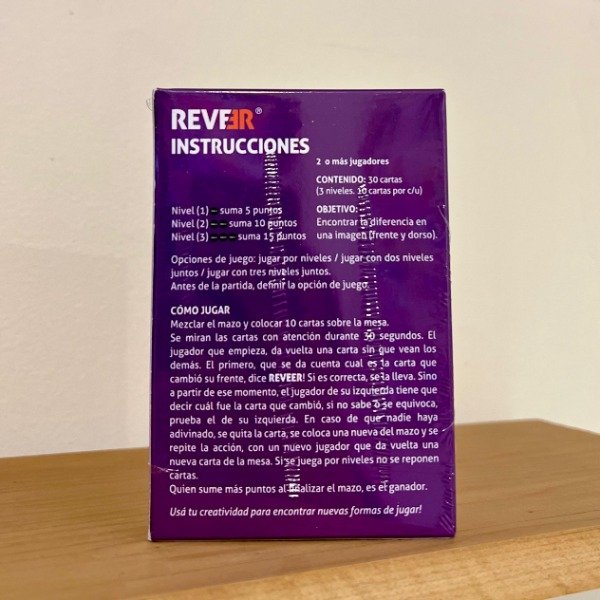 REVEER®
INSTRUCCIONES
2 o más jugadores
CONTENIDO: 30 cartas
(3 niveles. 10 cartas por c/u)
Nivel (1) – suma 5 puntos
Nivel (2) – – suma 10 puntos
Nivel (3) – – – suma 15 puntos
OBJETIVO:
Encontrar la diferencia en
una imagen (frente y dorso).
Opciones de juego: jugar por niveles / jugar con dos niveles
juntos / jugar con tres niveles juntos.
Antes de la partida, definir la opción de juego.
CÓMO JUGAR
Mezclar el mazo y colocar 10 cartas sobre la mesa.
Se miran las cartas con atención durante 30 segundos. El
jugador que empieza, da vuelta una carta sin que vean los
demás. El primero, que se da cuenta cual es la carta que
cambió su frente, dice REVEER! Si es correcta, se la lleva. Sino
a partir de ese momento, el jugador de su izquierda tiene que
decir cuál fue la carta que cambió, si no sabe o se equivoca,
prueba el de su izquierda. En caso de que nadie haya
adivinado, se quita la carta, se coloca una nueva del mazo y se
repite la acción, con un nuevo jugador que da vuelta una
nueva carta de la mesa. Si se juega por niveles no se reponen
cartas.
Quien sume más puntos al finalizar el mazo, es el ganador.
Usá tu creatividad para encontrar nuevas formas de jugar!